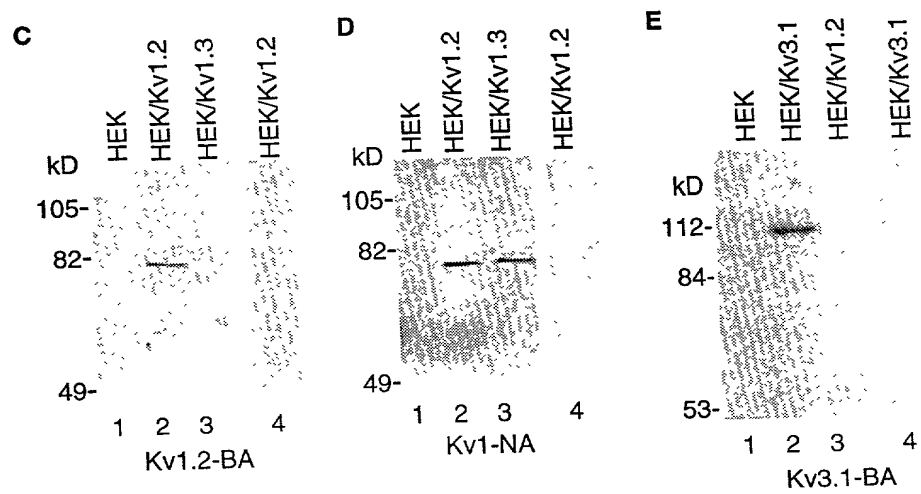 C
HEK
HEK/Kv1.2
HEK/Kv1.3
HEK/Kv1.2
kD
105-
82-
49-
1 2 3 4
Kv1.2-BA
D
HEK
HEK/Kv1.2
HEK/Kv1.3
HEK/Kv1.2
kD
105-
82-
49-
1 2 3 4
Kv1-NA
E
HEK
HEK/Kv3.1
HEK/Kv1.2
HEK/Kv3.1
kD
112-
84-
53-
1 2 3 4
Kv3.1-BA